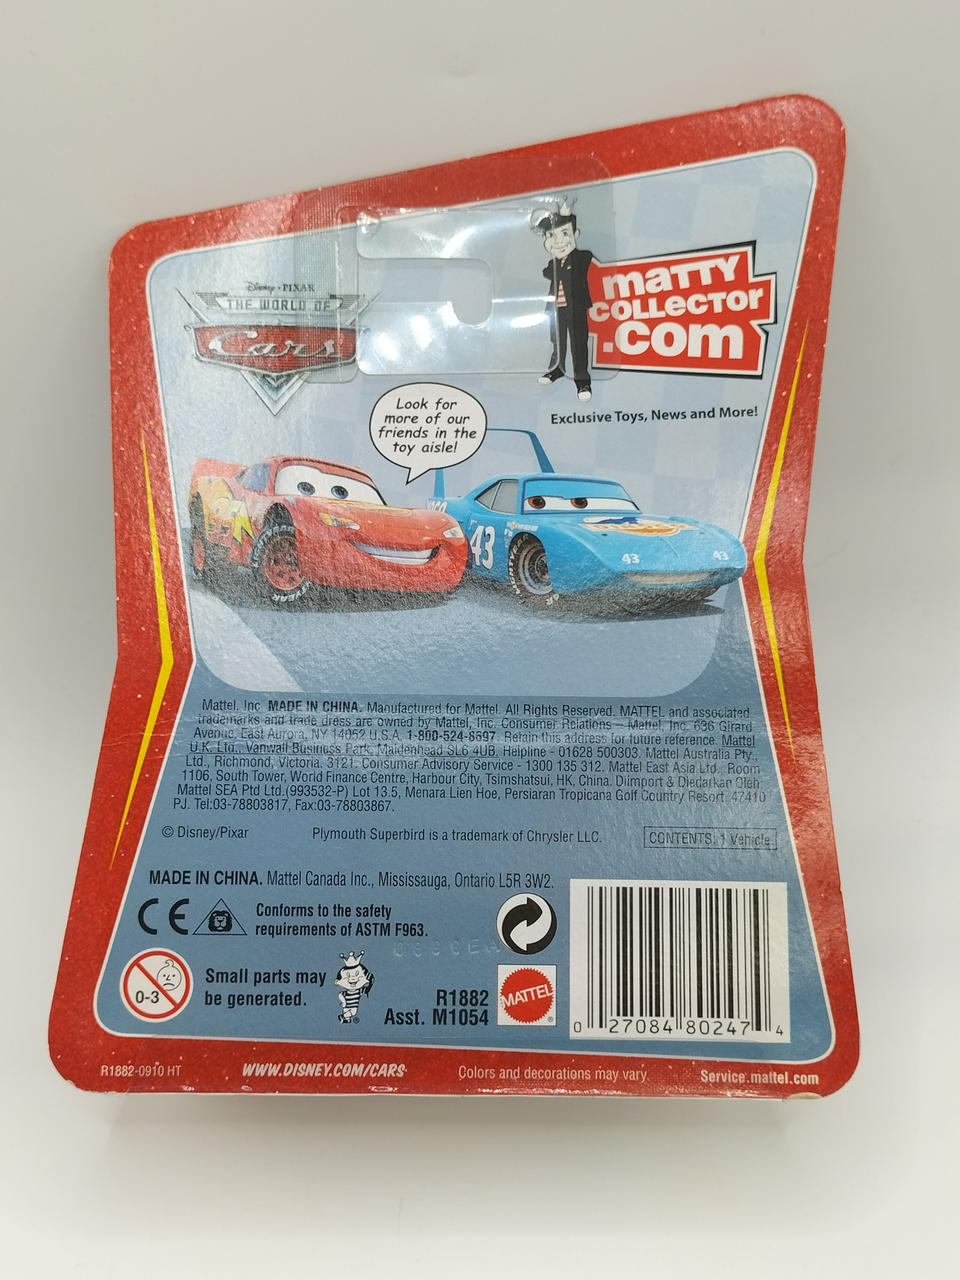 Disney • PIXAR
THE WORLD OF
Cars
matty
COLLECTOR
.com
Exclusive Toys, News and More!
Look for
more of our
friends in the
toy aisle!
95
43
43
43
Mattel, Inc. MADE IN CHINA. Manufactured for Mattel. All Rights Reserved. MATTEL and associated
trademarks and trade dress are owned by Mattel, Inc. Consumer Relations – Mattel, Inc. 636 Girard
Avenue, East Aurora, NY 14052 U.S.A. 1-800-524-8697. Retain this address for future reference. Mattel
U.K. Ltd., Vanwall Business Park, Maidenhead SL6 4UB. Helpline - 01628 500303. Mattel Australia Pty.,
Ltd., Richmond, Victoria. 3121. Consumer Advisory Service - 1300 135 312. Mattel East Asia Ltd., Room
1106, South Tower, World Finance Centre, Harbour City, Tsimshatsui, HK, China. Diimport & Diedarkan Oleh:
Mattel SEA Ptd Ltd.(993532-P) Lot 13.5, Menara Lien Hoe, Persiaran Tropicana Golf Country Resort, 47410
PJ. Tel:03-78803817, Fax:03-78803867.
© Disney/Pixar
Plymouth Superbird is a trademark of Chrysler LLC.
CONTENTS: 1 Vehicle.
MADE IN CHINA. Mattel Canada Inc., Mississauga, Ontario L5R 3W2.
CE
Conforms to the safety
requirements of ASTM F963.
0-3
Small parts may
be generated.
R1882
Asst. M1054
MATTEL
0 27084 80247 4
R1882-0910 HT
WWW.DISNEY.COM/CARS
Colors and decorations may vary.
Service.mattel.com